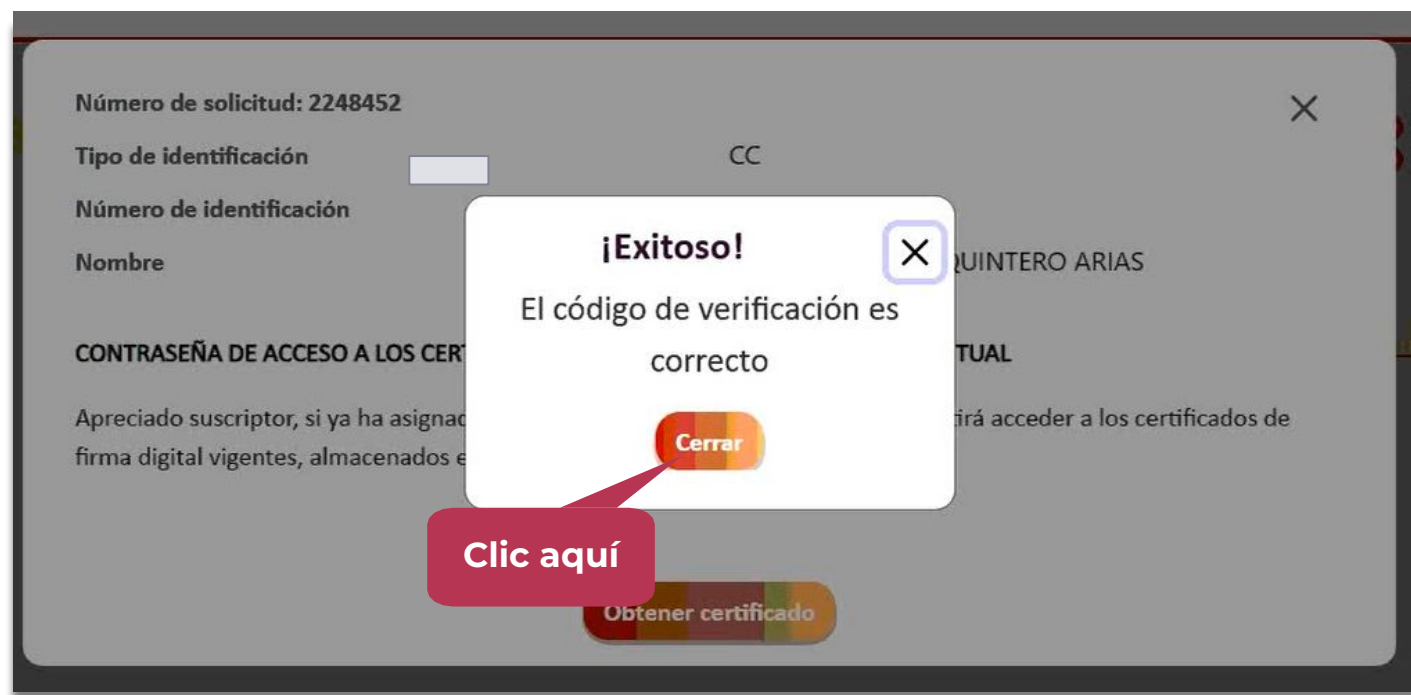 Número de solicitud: 2248452
Tipo de identificación CC
Número de identificación
Nombre QUINTERO ARIAS
¡Exitoso!
El código de verificación es
correcto
Cerrar
CONTRASEÑA DE ACCESO A LOS CER TUAL
Apreciado suscriptor, si ya ha asignad tirá acceder a los certificados de
firma digital vigentes, almacenados e
Clic aquí
Obtener certificado